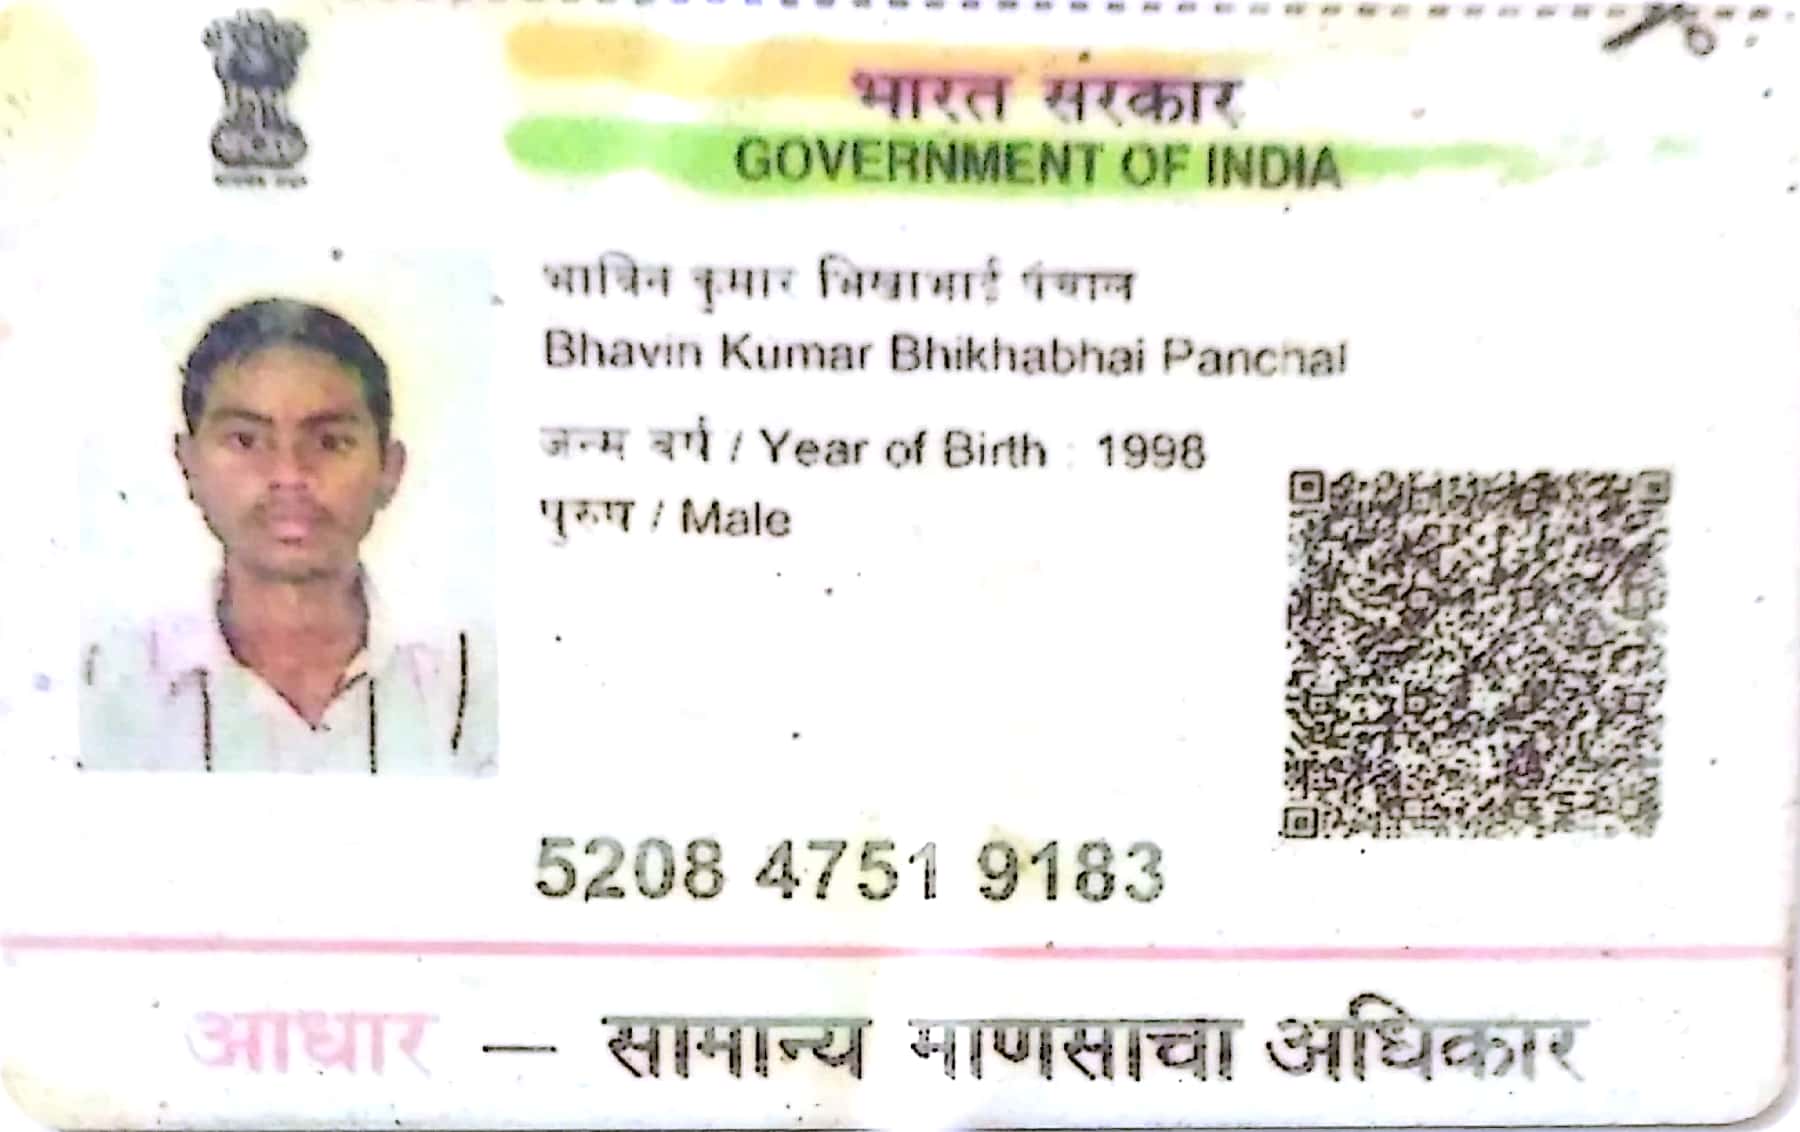 भारत सरकार
GOVERNMENT OF INDIA
भाविन कुमार भिखाभाई पंचाल
Bhavin Kumar Bhikhabhai Panchal
जन्म वर्ष / Year of Birth : 1998
पुरुष / Male
5208 4751 9183
आधार — सामान्य माणसाचा अधिकार